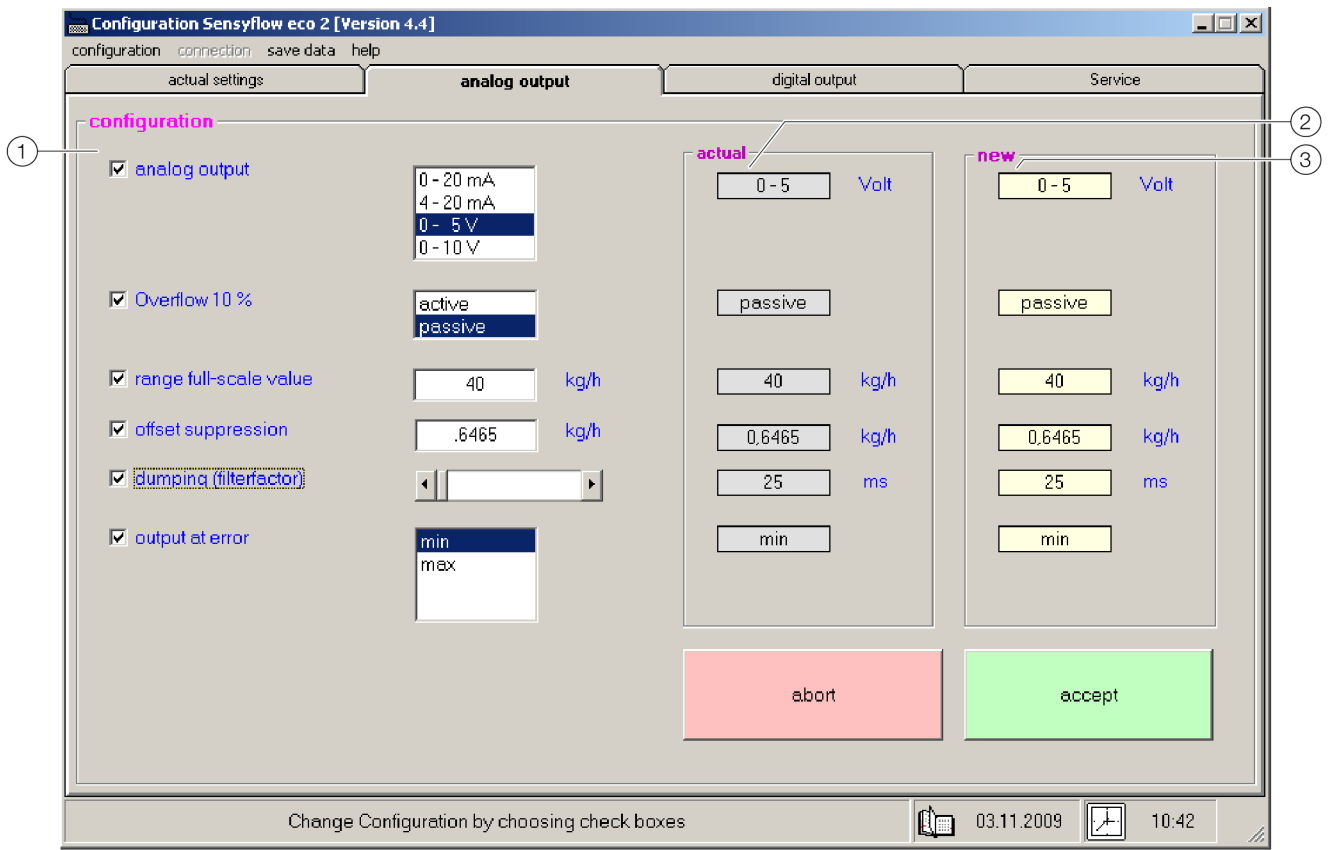 Configuration Sensyflow eco 2 [Version 4.4]
configuration connection save data help
actual settings analog output digital output Service
configuration
1
2
3
actual
new
analog output
0 - 20 mA
4 - 20 mA
0 - 5 V
0 - 10 V
0 - 5 Volt
0 - 5 Volt
Overflow 10 %
active
passive
passive
passive
range full-scale value 40 kg/h 40 kg/h 40 kg/h
offset suppression .6465 kg/h 0,6465 kg/h 0,6465 kg/h
dumping (filterfactor) 25 ms 25 ms
output at error
min
max
min
min
abort
accept
Change Configuration by choosing check boxes 03.11.2009 10:42